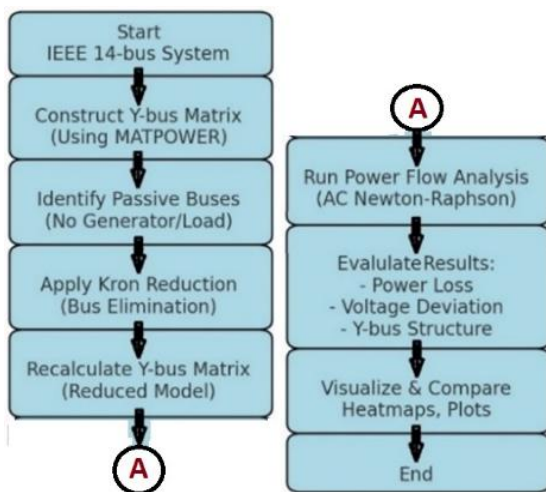 Start
IEEE 14-bus System
Construct Y-bus Matrix
(Using MATPOWER)
Identify Passive Buses
(No Generator/Load)
Apply Kron Reduction
(Bus Elimination)
Recalculate Y-bus Matrix
(Reduced Model)
A
A
Run Power Flow Analysis
(AC Newton-Raphson)
Evalulate Results:
- Power Loss
- Voltage Deviation
- Y-bus Structure
Visualize & Compare
Heatmaps, Plots
End